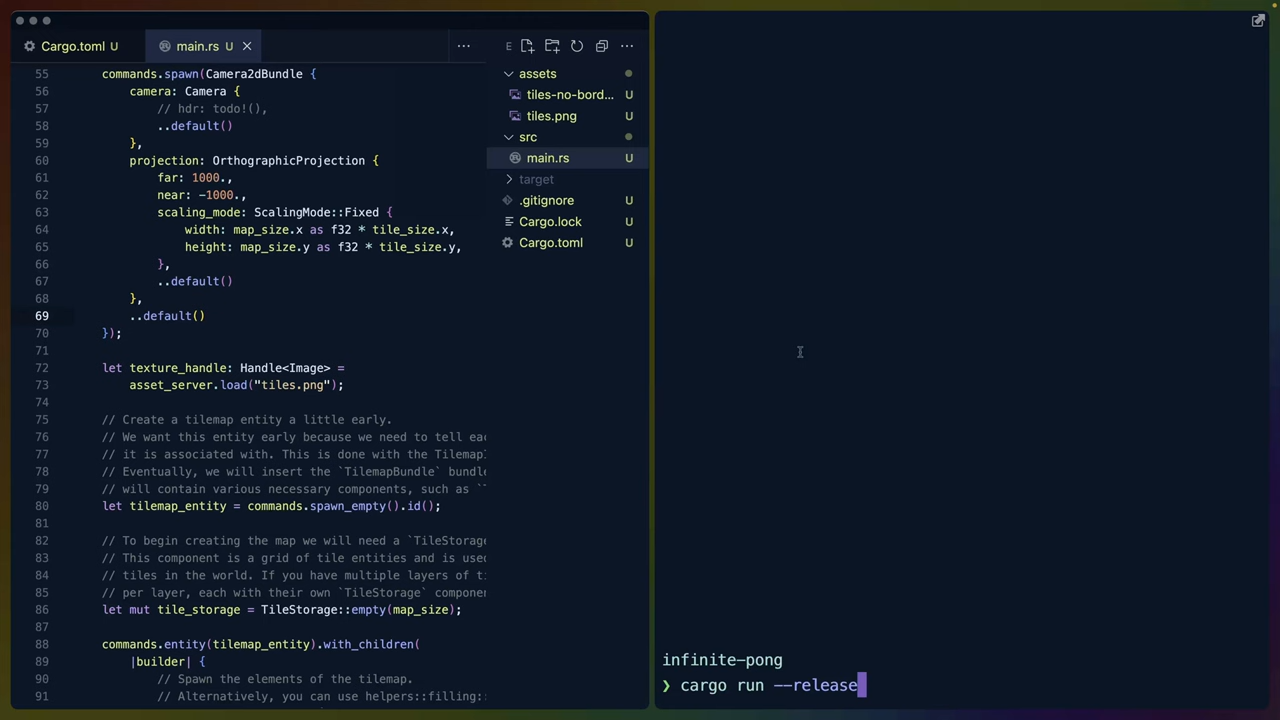 Cargo.toml U
main.rs U
55 commands.spawn(Camera2dBundle {
56 camera: Camera {
57 // hdr: todo!(),
58 ..default()
59 },
60 projection: OrthographicProjection {
61 far: 1000.,
62 near: -1000.,
63 scaling_mode: ScalingMode::Fixed {
64 width: map_size.x as f32 * tile_size.x,
65 height: map_size.y as f32 * tile_size.y,
66 },
67 ..default()
68 },
69 ..default()
70 });
71
72 let texture_handle: Handle<Image> =
73 asset_server.load("tiles.png");
74
75 // Create a tilemap entity a little early.
76 // We want this entity early because we need to tell eac
77 // it is associated with. This is done with the TilemapI
78 // Eventually, we will insert the `TilemapBundle` bundl
79 // will contain various necessary components, such as `T
80 let tilemap_entity = commands.spawn_empty().id();
81
82 // To begin creating the map we will need a `TileStorage
83 // This component is a grid of tile entities and is used
84 // tiles in the world. If you have multiple layers of ti
85 // per layer, each with their own `TileStorage` compone
86 let mut tile_storage = TileStorage::empty(map_size);
87
88 commands.entity(tilemap_entity).with_children(
89 |builder| {
90 // Spawn the elements of the tilemap.
91 // Alternatively, you can use helpers::filling::
E
assets
tiles-no-bord... U
tiles.png U
src
main.rs U
target
.gitignore U
Cargo.lock U
Cargo.toml U
infinite-pong
❯ cargo run --release